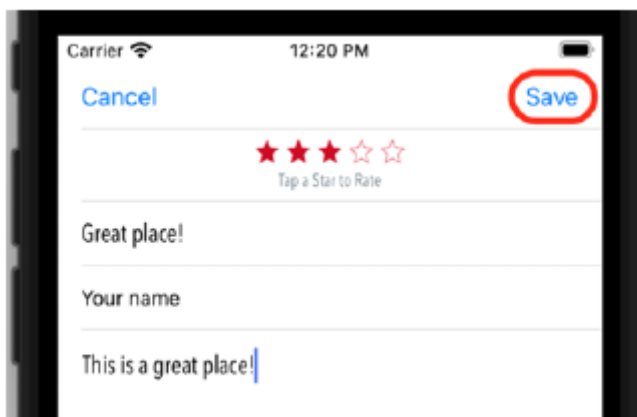 Carrier 12:20 PM
Cancel Save
Tap a Star to Rate
Great place!
Your name
This is a great place!